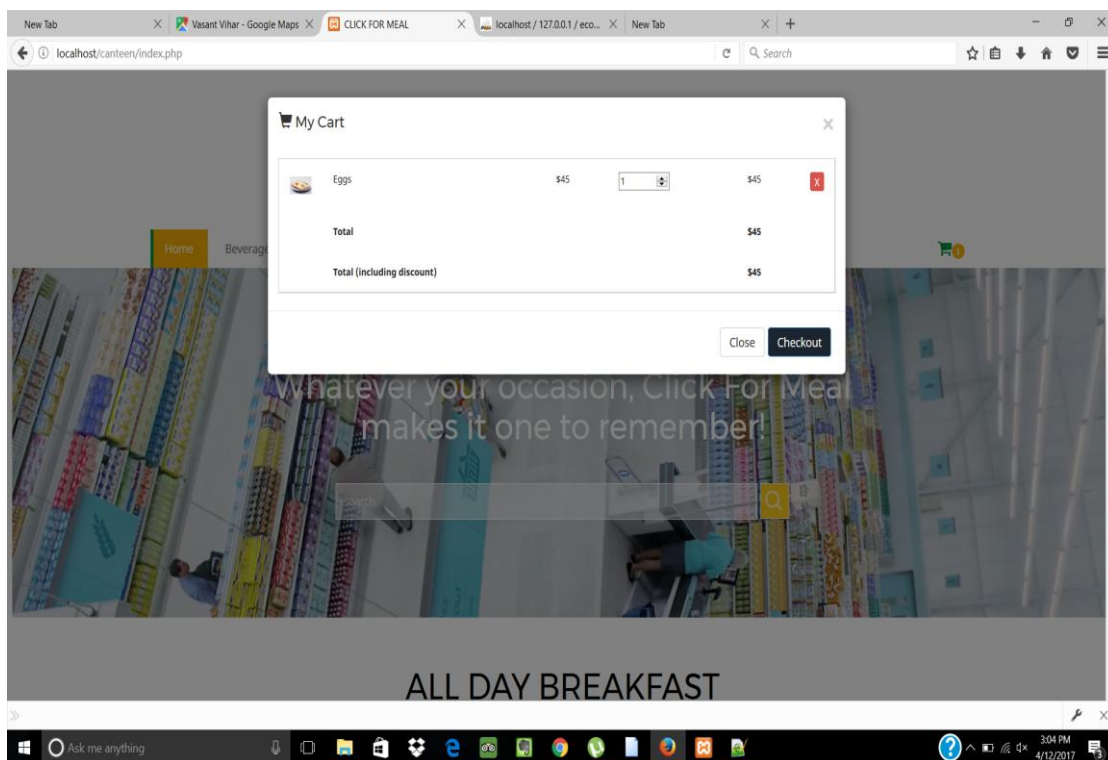 New Tab
Vasant Vihar - Google Maps
CLICK FOR MEAL
localhost / 127.0.0.1 / eco...
New Tab
localhost/canteen/index.php
Search
My Cart
Eggs $45 1 $45 X
Total $45
Total (including discount) $45
Home Beverage
Close Checkout
Whatever your occasion, Click For Meal
makes it one to remember!
search
ALL DAY BREAKFAST
Ask me anything
3:04 PM
4/12/2017